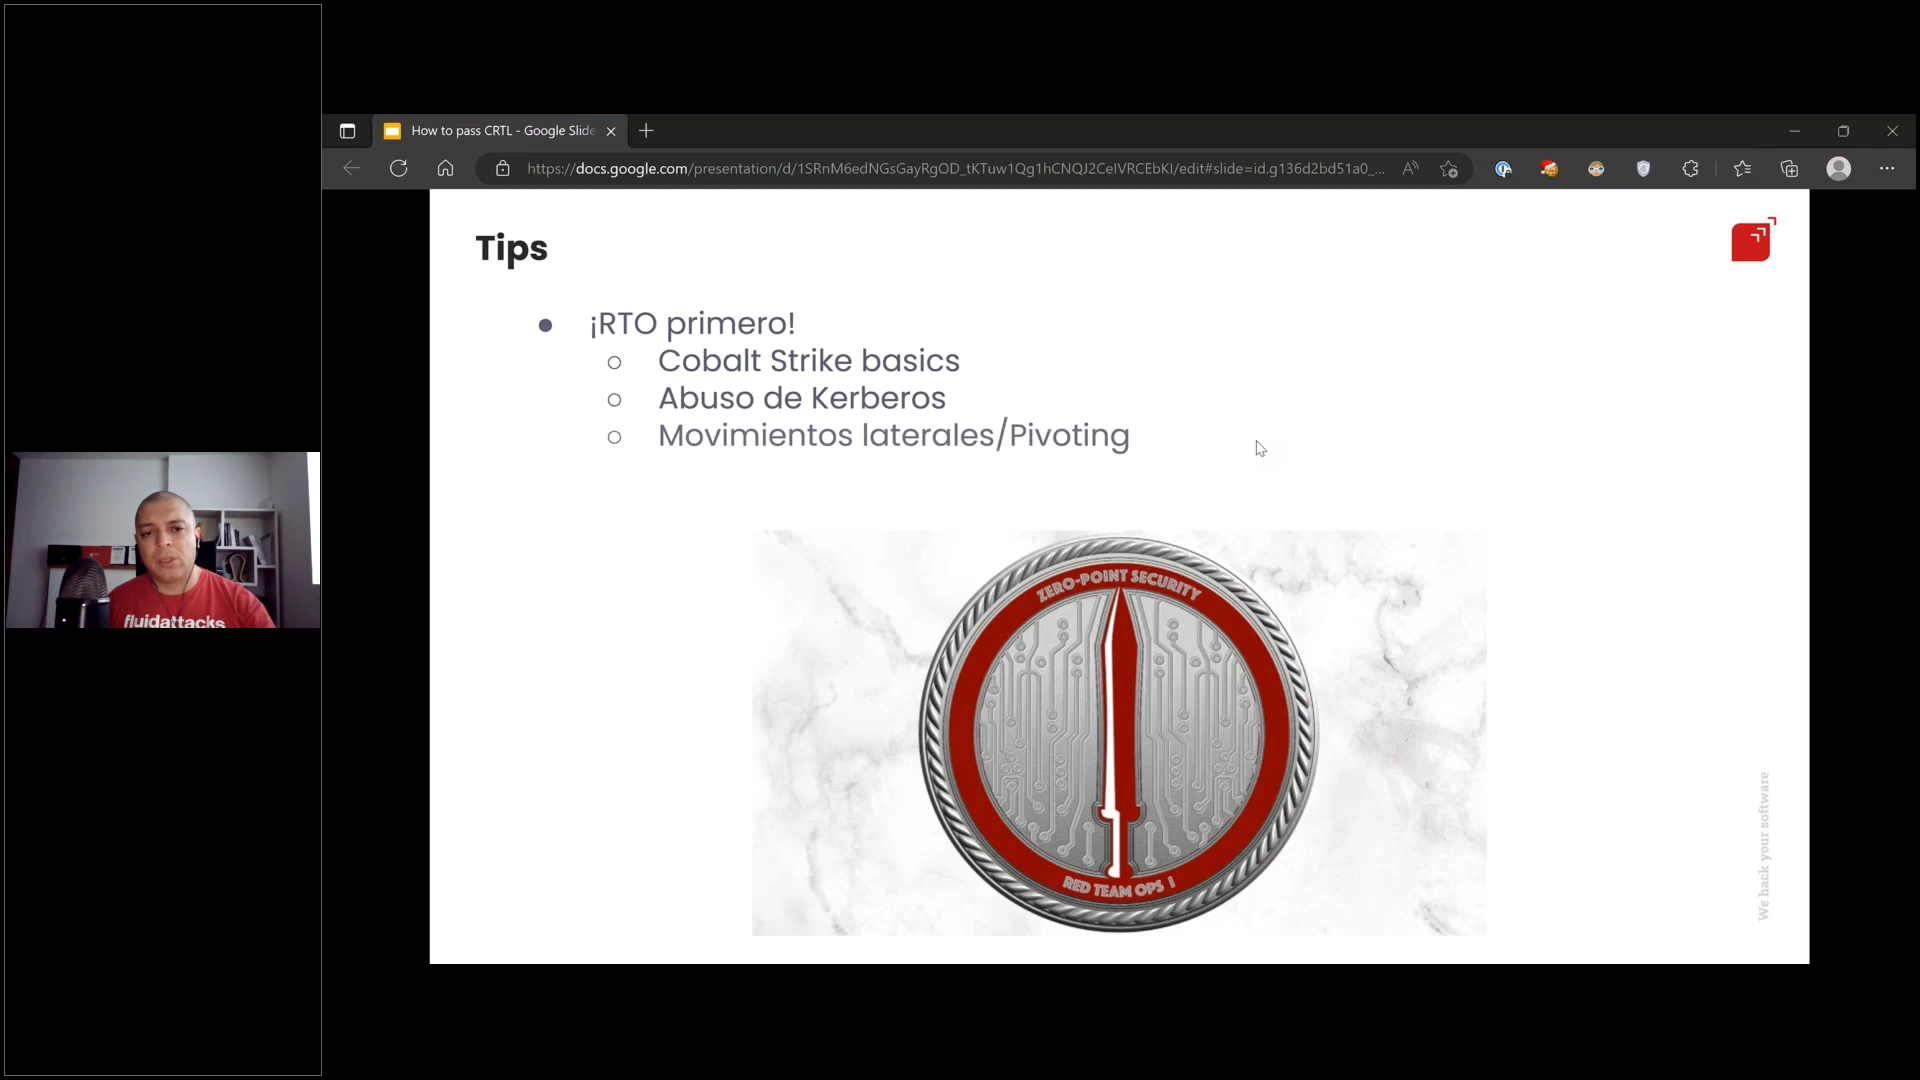 How to pass CRTL - Google Slide
https://docs.google.com/presentation/d/1SRnM6edNGsGayRgOD_tKTuw1Qg1hCNQJ2CeIVRCEbKI/edit#slide=id.g136d2bd51a0_...
Tips
¡RTO primero!
Cobalt Strike basics
Abuso de Kerberos
Movimientos laterales/Pivoting
ZERO-POINT SECURITY
RED TEAM OPS I
We hack your software
fluidattacks